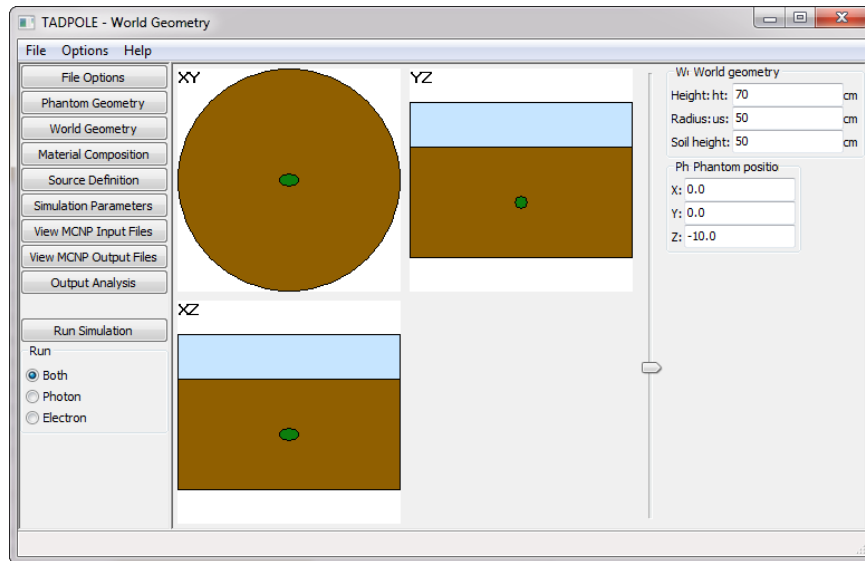 TADPOLE - World Geometry
File Options Help
File Options
Phantom Geometry
World Geometry
Material Composition
Source Definition
Simulation Parameters
View MCNP Input Files
View MCNP Output Files
Output Analysis
Run Simulation
Run
Both
Photon
Electron
XY
YZ
XZ
We World geometry
Height: ht: 70 cm
Radius: us: 50 cm
Soil height: 50 cm
Ph Phantom positio
X: 0.0
Y: 0.0
Z: -10.0